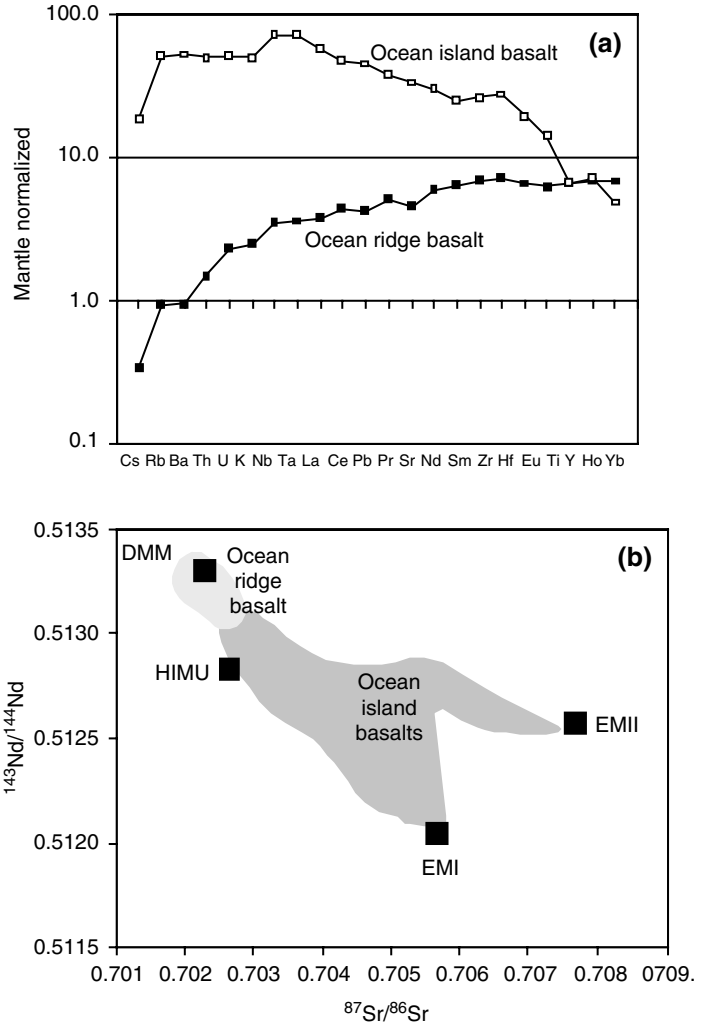 100.0
(a)
Ocean island basalt
10.0
Mantle normalized
Ocean ridge basalt
1.0
0.1
Cs Rb Ba Th U K Nb Ta La Ce Pb Pr Sr Nd Sm Zr Hf Eu Ti Y Ho Yb
0.5135
DMM
Ocean
ridge
basalt
(b)
0.5130
HIMU
Ocean
island
basalts
EMII
0.5125
143Nd/144Nd
0.5120
EMI
0.5115
0.701 0.702 0.703 0.704 0.705 0.706 0.707 0.708 0709.
87Sr/86Sr